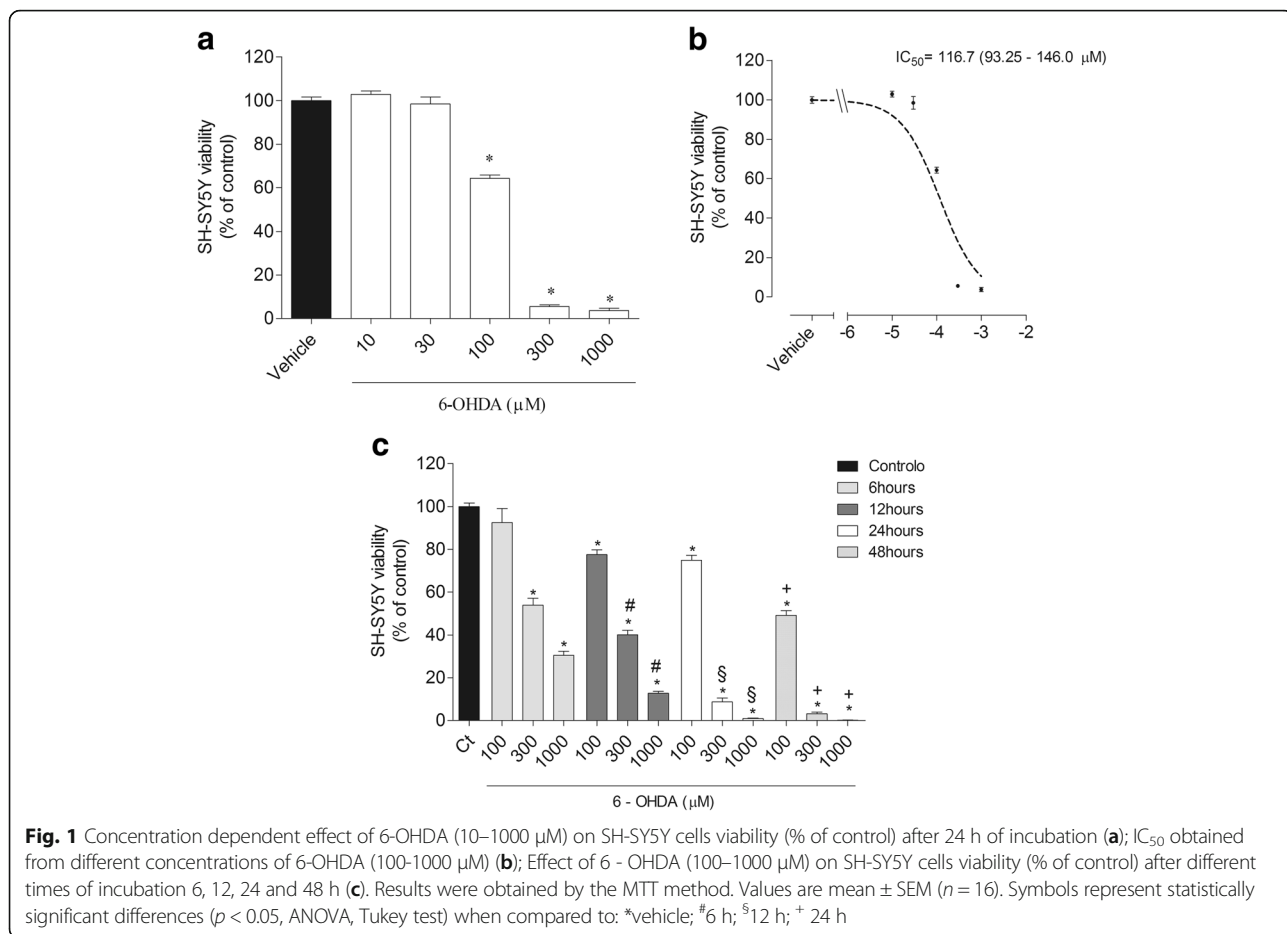 a
120
100
80
60
40
20
0
SH-SY5Y viability
(% of control)
*
*
*
Vehicle
10
30
100
300
1000
6-OHDA (µM)
b
IC50= 116.7 (93.25 - 146.0 µM)
120
100
80
60
40
20
0
SH-SY5Y viability
(% of control)
Vehicle
-6
-5
-4
-3
-2
c
120
100
80
60
40
20
0
SH-SY5Y viability
(% of control)
Controlo
6hours
12hours
24hours
48hours
*
*
*
#
*
#
*
*
§
*
§
*
+
*
+
*
+
*
Ct
100
300
1000
100
300
1000
100
300
1000
100
300
1000
6 - OHDA (µM)
Fig. 1 Concentration dependent effect of 6-OHDA (10–1000 µM) on SH-SY5Y cells viability (% of control) after 24 h of incubation (a); IC50 obtained
from different concentrations of 6-OHDA (100-1000 µM) (b); Effect of 6 - OHDA (100–1000 µM) on SH-SY5Y cells viability (% of control) after different
times of incubation 6, 12, 24 and 48 h (c). Results were obtained by the MTT method. Values are mean ± SEM (n = 16). Symbols represent statistically
significant differences (p < 0.05, ANOVA, Tukey test) when compared to: *vehicle; #6 h; §12 h; + 24 h